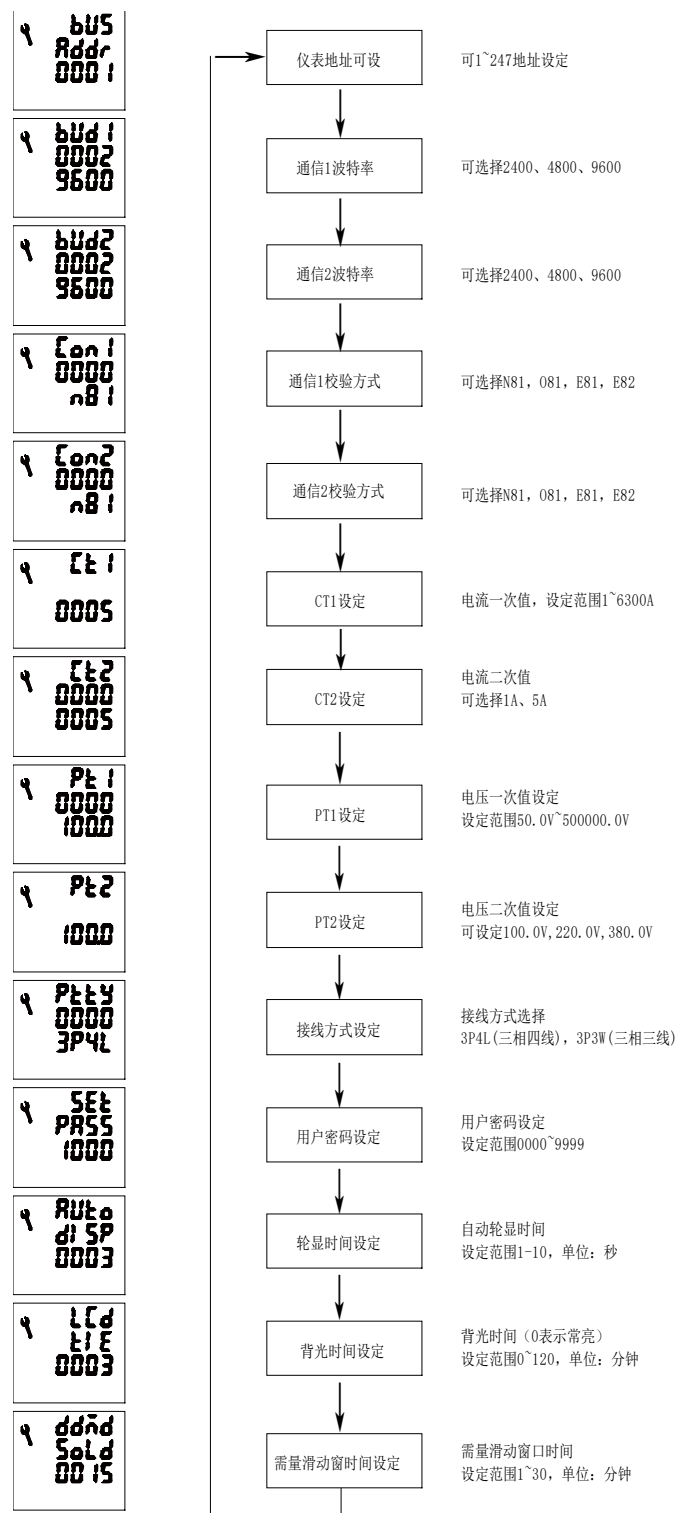 bUS
Addr
0001
仪表地址可设
可1~247地址设定
bUd1
0002
9600
通信1波特率
可选择2400、4800、9600
bUd2
0002
9600
通信2波特率
可选择2400、4800、9600
Con1
0000
n81
通信1校验方式
可选择N81，O81，E81，E82
Con2
0000
n81
通信2校验方式
可选择N81，O81，E81，E82
Ct1
0005
CT1设定
电流一次值，设定范围1~6300A
Ct2
0000
0005
CT2设定
电流二次值
可选择1A、5A
Pt1
0000
100.0
PT1设定
电压一次值设定
设定范围50.0V~500000.0V
Pt2
100.0
PT2设定
电压二次值设定
可设定100.0V,220.0V,380.0V
PttY
0000
3P4L
接线方式设定
接线方式选择
3P4L(三相四线)，3P3W(三相三线)
SEt
PASS
1000
用户密码设定
用户密码设定
设定范围0000~9999
AUto
dISP
0003
轮显时间设定
自动轮显时间
设定范围1-10，单位：秒
LCd
tIE
0003
背光时间设定
背光时间（0表示常亮）
设定范围0~120，单位：分钟
SoLd
0015
需量滑动窗时间设定
需量滑动窗口时间
设定范围1~30，单位：分钟